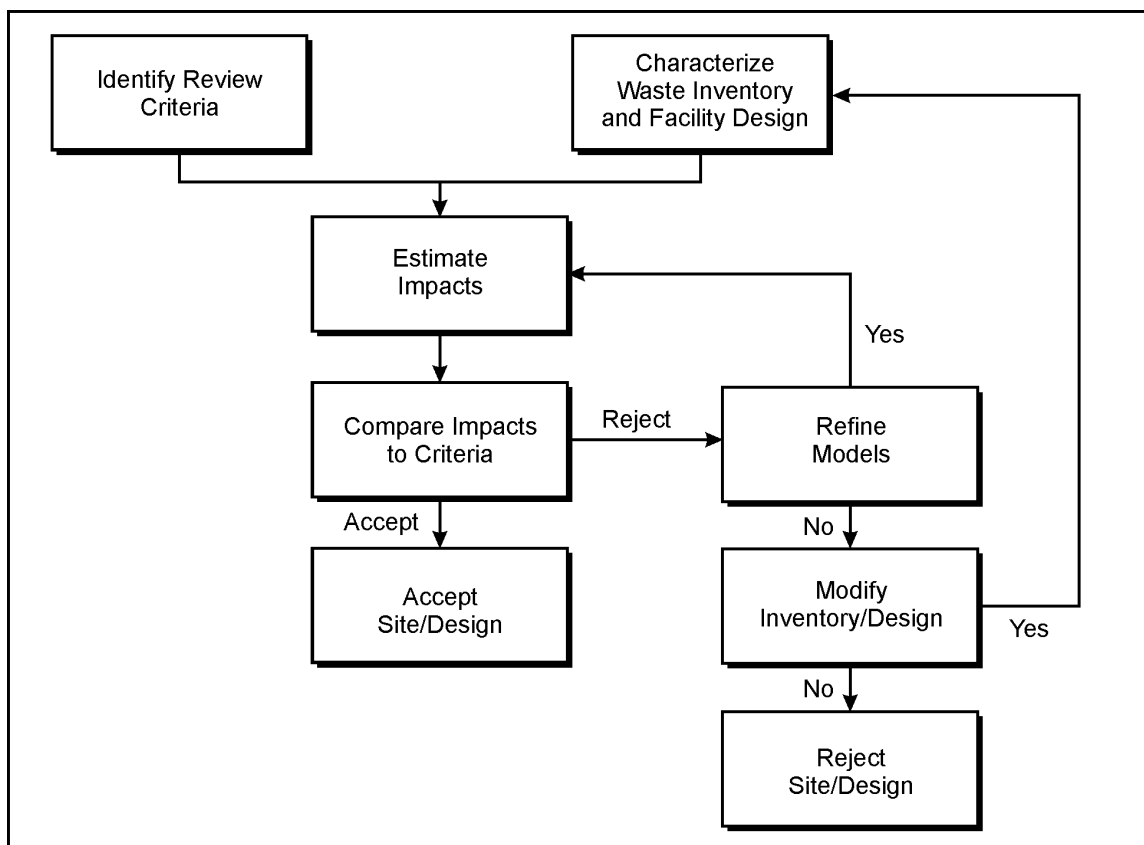 Identify Review
Criteria
Characterize
Waste Inventory
and Facility Design
Estimate
Impacts
Yes
Compare Impacts
to Criteria
Reject
Refine
Models
Accept
No
Accept
Site/Design
Modify
Inventory/Design
Yes
No
Reject
Site/Design